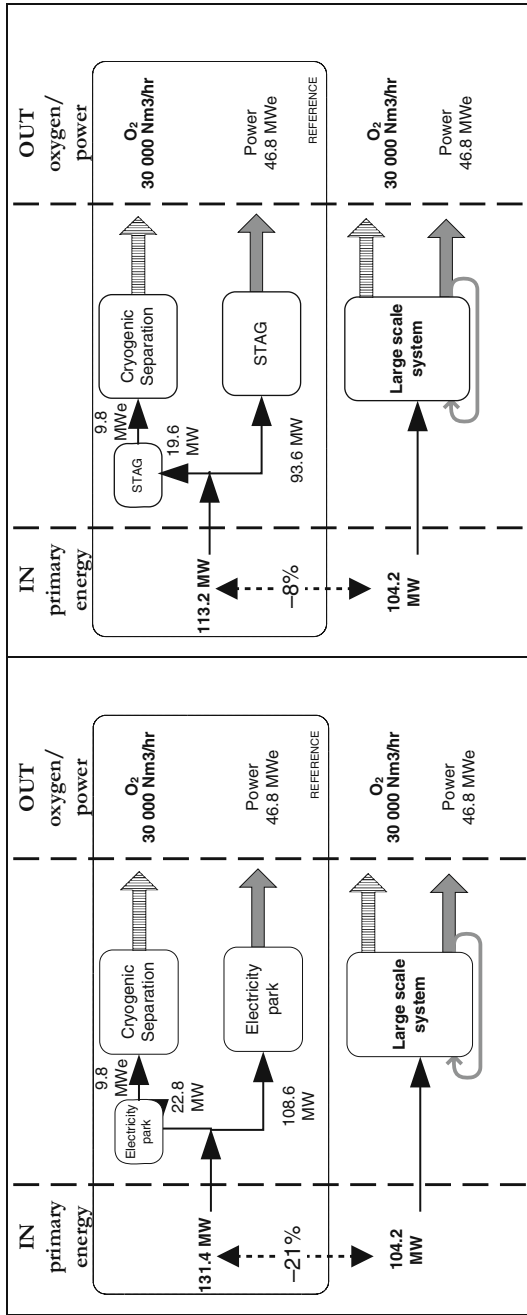 IN
primary
energy
OUT
oxygen/
power
131.4 MW
Electricity
park
9.8
MWe
22.8
MW
Cryogenic
Separation
O2
30 000 Nm3/hr
108.6
MW
Electricity
park
Power
46.8 MWe
REFERENCE
–21%
104.2
MW
Large scale
system
O2
30 000 Nm3/hr
Power
46.8 MWe
IN
primary
energy
OUT
oxygen/
power
113.2 MW
STAG
9.8
MWe
19.6
MW
Cryogenic
Separation
O2
30 000 Nm3/hr
93.6 MW
STAG
Power
46.8 MWe
REFERENCE
–8%
104.2
MW
Large scale
system
O2
30 000 Nm3/hr
Power
46.8 MWe